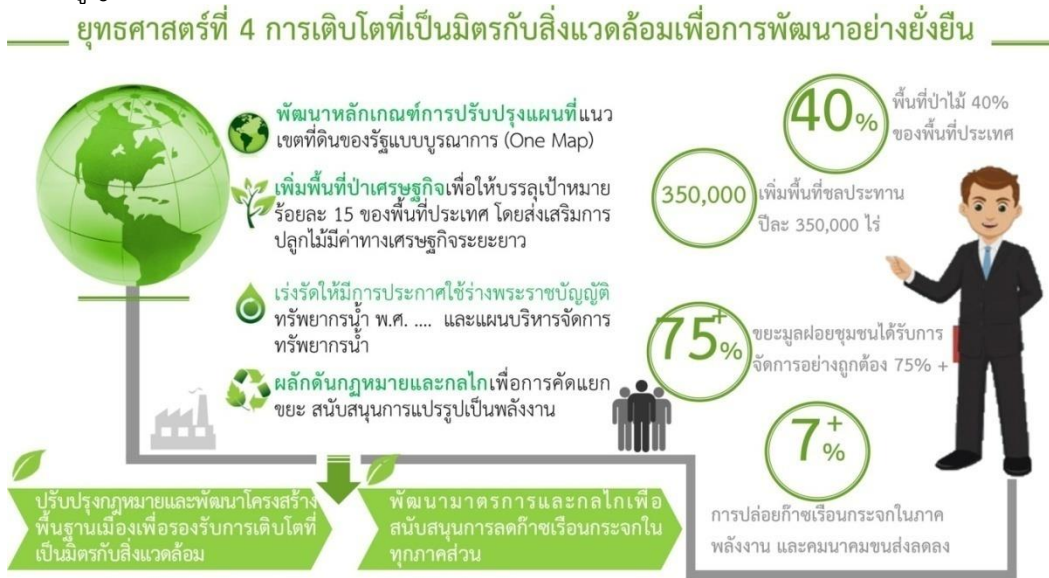 ยุทธศาสตร์ที่ 4 การเติบโตที่เป็นมิตรกับสิ่งแวดล้อมเพื่อการพัฒนาอย่างยั่งยืน
พัฒนาหลักเกณฑ์การปรับปรุงแผนที่แนว
เขตที่ดินของรัฐแบบบูรณาการ (One Map)
เพิ่มพื้นที่ป่าเศรษฐกิจเพื่อให้บรรลุเป้าหมาย
ร้อยละ 15 ของพื้นที่ประเทศ โดยส่งเสริมการ
ปลูกไม้มีค่าทางเศรษฐกิจระยะยาว
เร่งรัดให้มีการประกาศใช้ร่างพระราชบัญญัติ
ทรัพยากรน้ำ พ.ศ. .... และแผนบริหารจัดการ
ทรัพยากรน้ำ
ผลักดันกฎหมายและกลไกเพื่อการคัดแยก
ขยะ สนับสนุนการแปรรูปเป็นพลังงาน
40%
พื้นที่ป่าไม้ 40%
ของพื้นที่ประเทศ
350,000
เพิ่มพื้นที่ชลประทาน
ปีละ 350,000 ไร่
75+%
ขยะมูลฝอยชุมชนได้รับการ
จัดการอย่างถูกต้อง 75% +
7+%
การปล่อยก๊าซเรือนกระจกในภาค
พลังงาน และคมนาคมขนส่งลดลง
ปรับปรุงกฎหมายและพัฒนาโครงสร้าง
พื้นฐานเมืองเพื่อรองรับการเติบโตที่
เป็นมิตรกับสิ่งแวดล้อม
พัฒนามาตรการและกลไกเพื่อ
สนับสนุนการลดก๊าซเรือนกระจกใน
ทุกภาคส่วน